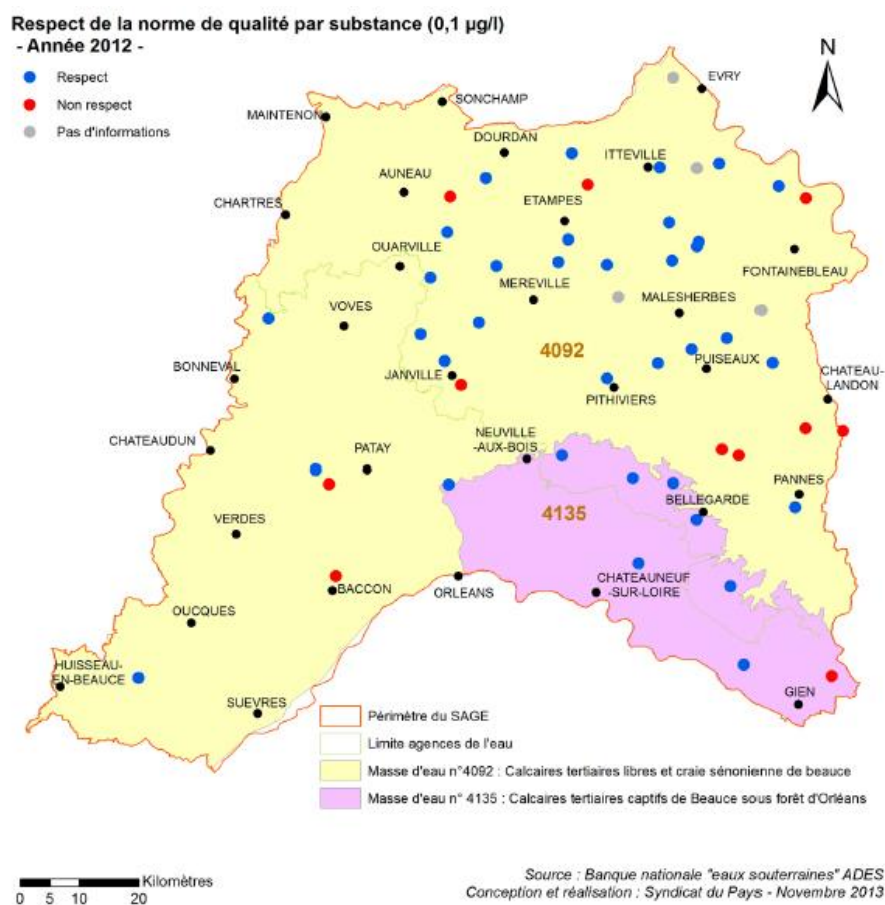 Respect de la norme de qualité par substance (0,1 µg/l)
- Année 2012 -
Respect
Non respect
Pas d'informations
N
EVRY
SONCHAMP
MAINTENON
DOURDAN
ITTEVILLE
AUNEAU
CHARTRES
ETAMPES
OUARVILLE
FONTAINEBLEAU
MEREVILLE
MALESHERBES
VOVES
4092
PUISEAUX
BONNEVAL
JANVILLE
CHATEAU-
LANDON
PITHIVIERS
CHATEAUDUN
NEUVILLE
-AUX-BOIS
PATAY
PANNES
BELLEGARDE
4135
VERDES
CHATEAUNEUF
-SUR-LOIRE
BACCON
ORLEANS
OUCQUES
HUISSEAU-
EN-BEAUCE
SUEVRES
GIEN
Périmètre du SAGE
Limite agences de l'eau
Masse d'eau n°4092 : Calcaires tertiaires libres et craie sénonienne de beauce
Masse d'eau n° 4135 : Calcaires tertiaires captifs de Beauce sous forêt d'Orléans
Kilomètres
0 5 10 20
Source : Banque nationale "eaux souterraines" ADES
Conception et réalisation : Syndicat du Pays - Novembre 2013